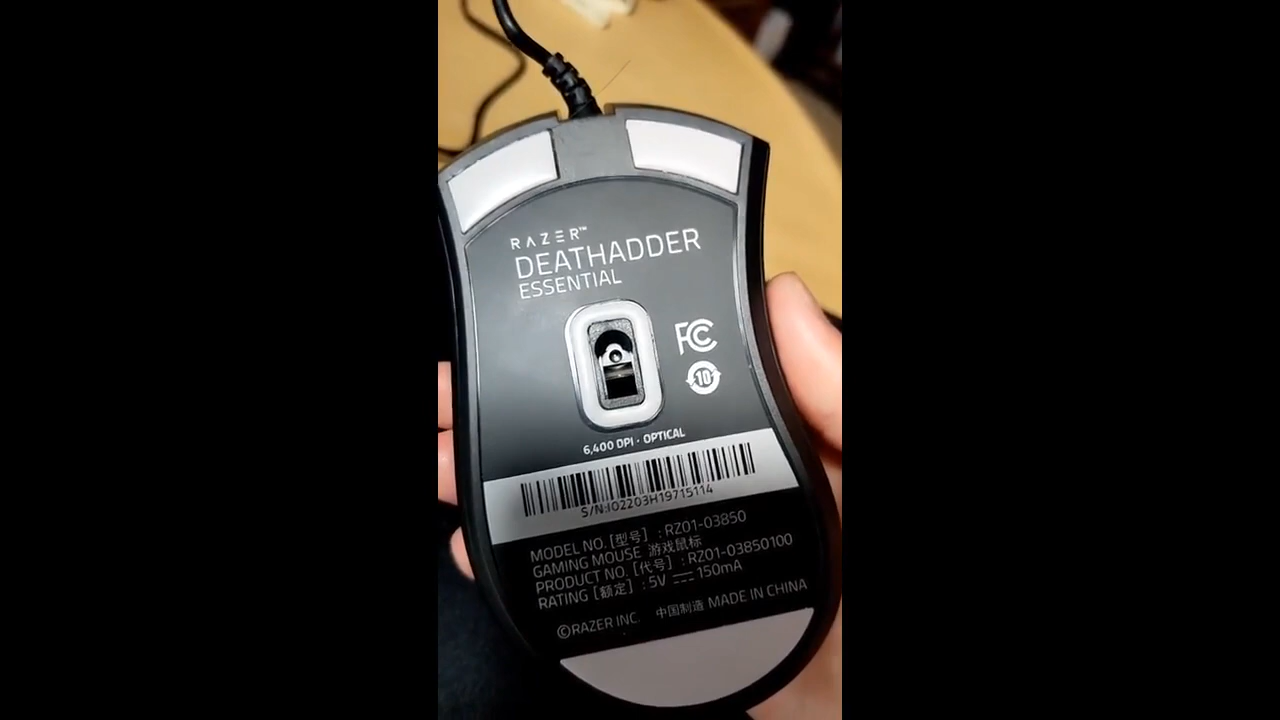 RAZER™
DEATHADDER
ESSENTIAL
FC
10
6,400 DPI · OPTICAL
S/N:IO2203H19715114
MODEL NO. [型号] : RZ01-03850
GAMING MOUSE 游戏鼠标
PRODUCT NO. [代号] : RZ01-03850100
RATING [额定] : 5V ⎓ 150mA
©RAZER INC. 中国制造 MADE IN CHINA